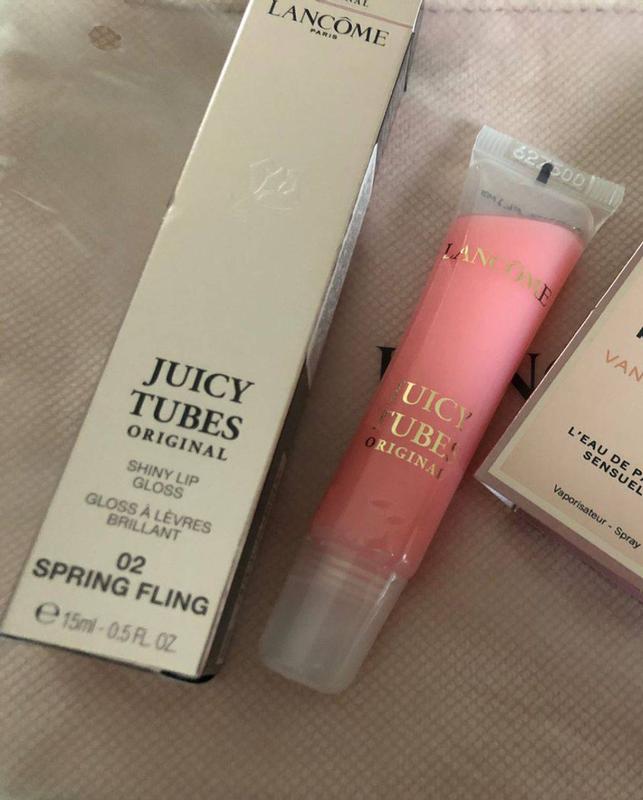 LANCÔME
PARIS
JUICY
TUBES
ORIGINAL
SHINY LIP
GLOSS
GLOSS À LÈVRES
BRILLANT
02
SPRING FLING
e 15ml - 0.5 FL. OZ.
LANCÔME
JUICY
TUBES
ORIGINAL
L'EAU DE
Vaporisateur - Spray